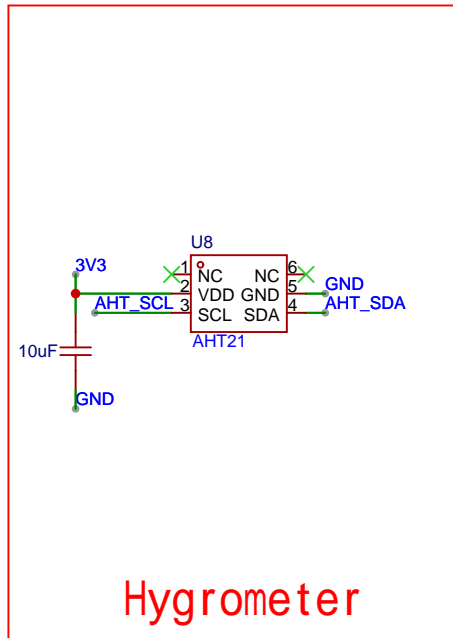 U8
3V3
1 NC NC 6
2 VDD GND 5 GND
AHT_SCL 3 SCL SDA 4 AHT_SDA
AHT21
10uF
GND
Hygrometer